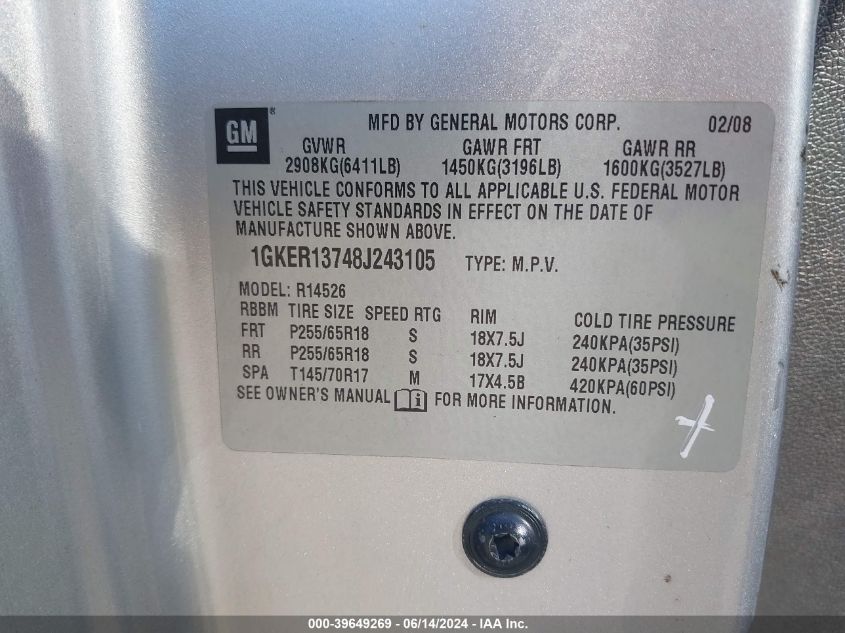 GM ®
MFD BY GENERAL MOTORS CORP. 02/08
GVWR GAWR FRT GAWR RR
2908KG(6411LB) 1450KG(3196LB) 1600KG(3527LB)
THIS VEHICLE CONFORMS TO ALL APPLICABLE U.S. FEDERAL MOTOR
VEHICLE SAFETY STANDARDS IN EFFECT ON THE DATE OF
MANUFACTURE SHOWN ABOVE.
1GKER13748J243105 TYPE: M.P.V.
MODEL: R14526
RBBM TIRE SIZE SPEED RTG RIM COLD TIRE PRESSURE
FRT P255/65R18 S 18X7.5J 240KPA(35PSI)
RR P255/65R18 S 18X7.5J 240KPA(35PSI)
SPA T145/70R17 M 17X4.5B 420KPA(60PSI)
SEE OWNER'S MANUAL i FOR MORE INFORMATION.
000-39649269 - 06/14/2024 - IAA Inc.